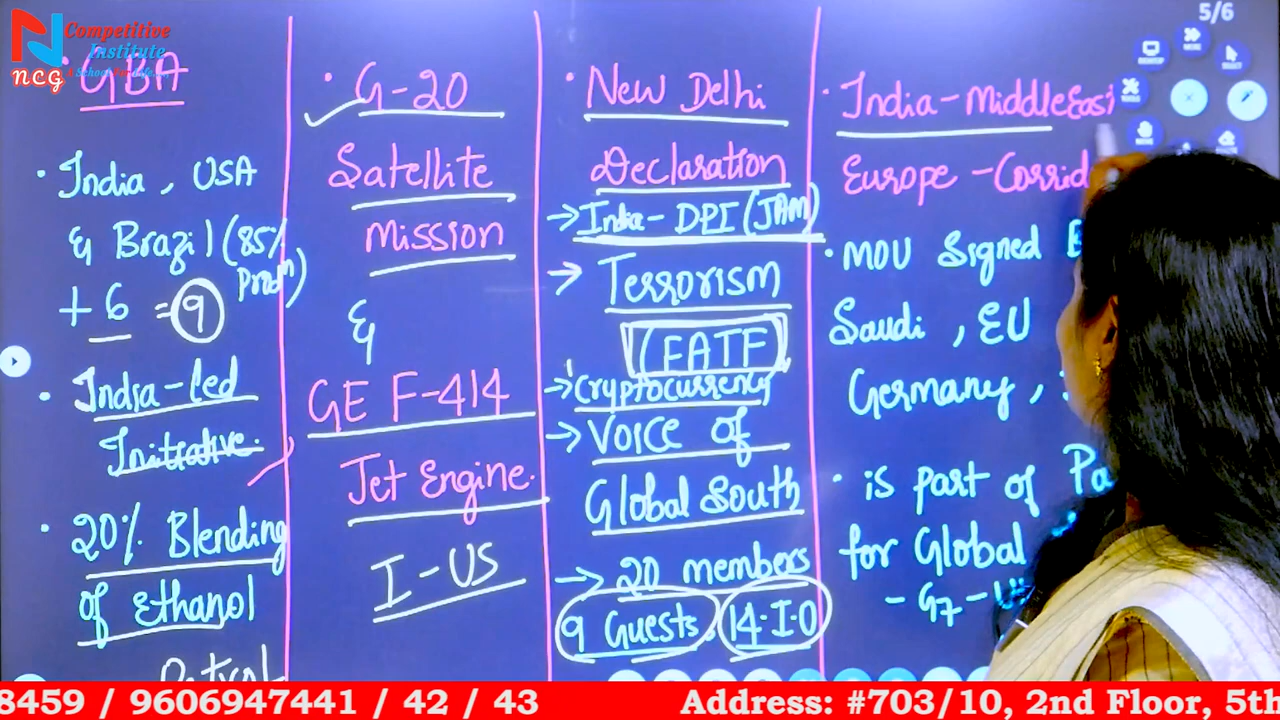 5/6
Competitive
Institute
ncg
GBA
India, USA
& Brazil (85%
Prodn)
+ 6 = 9
India-led
Initiative.
20% Blending
of Ethanol
Petrol
G-20
Satellite
Mission
&
GE F-414
Jet Engine.
I-US
New Delhi
Declaration
→ India-DPI (JAM)
→ Terrorism
(FATF)
→ Cryptocurrency
→ Voice of
Global South
→ 20 members
9 Guests, 14-I.O
India-Middle East
Europe-Corrid
MOU Signed
Saudi, EU
Germany,
is part of Pa
for Global
- G7 -
8459 / 9606947441 / 42 / 43
Address: #703/10, 2nd Floor, 5th